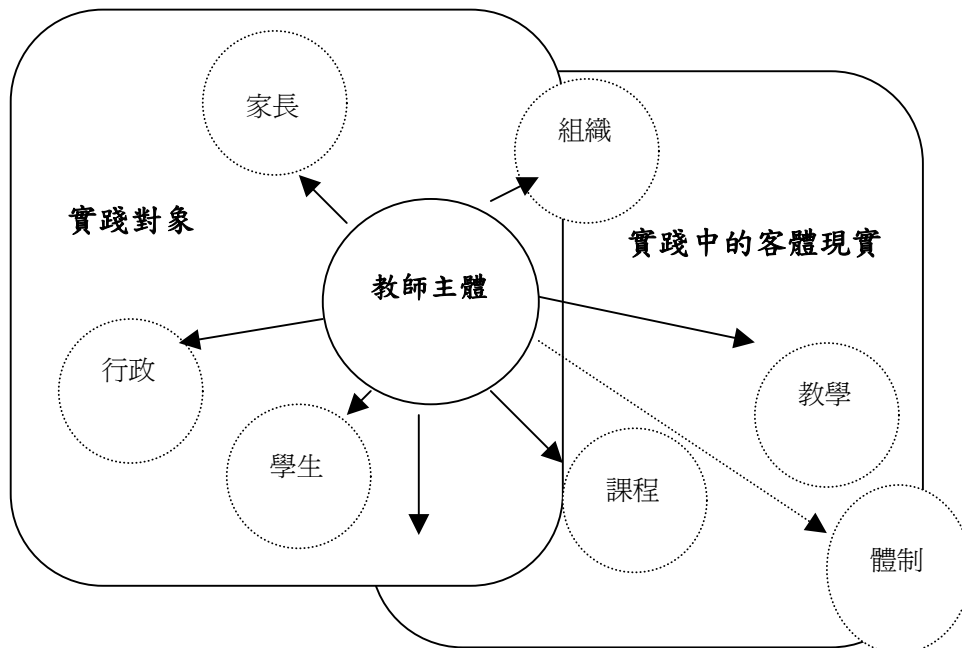 家長
組織
實踐對象
實踐中的客體現實
教師主體
行政
教學
學生
課程
體制